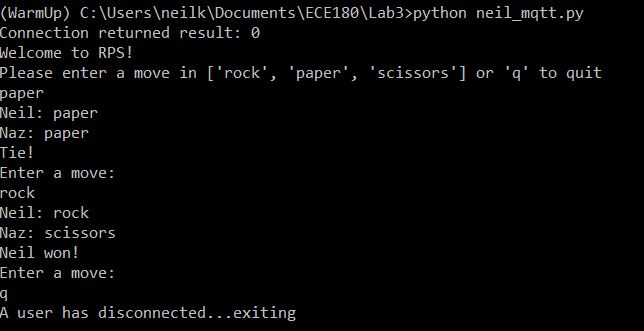 (WarmUp) C:\Users\neilk\Documents\ECE180\Lab3>python neil_mqtt.py
Connection returned result: 0
Welcome to RPS!
Please enter a move in ['rock', 'paper', 'scissors'] or 'q' to quit
paper
Neil: paper
Naz: paper
Tie!
Enter a move:
rock
Neil: rock
Naz: scissors
Neil won!
Enter a move:
q
A user has disconnected...exiting